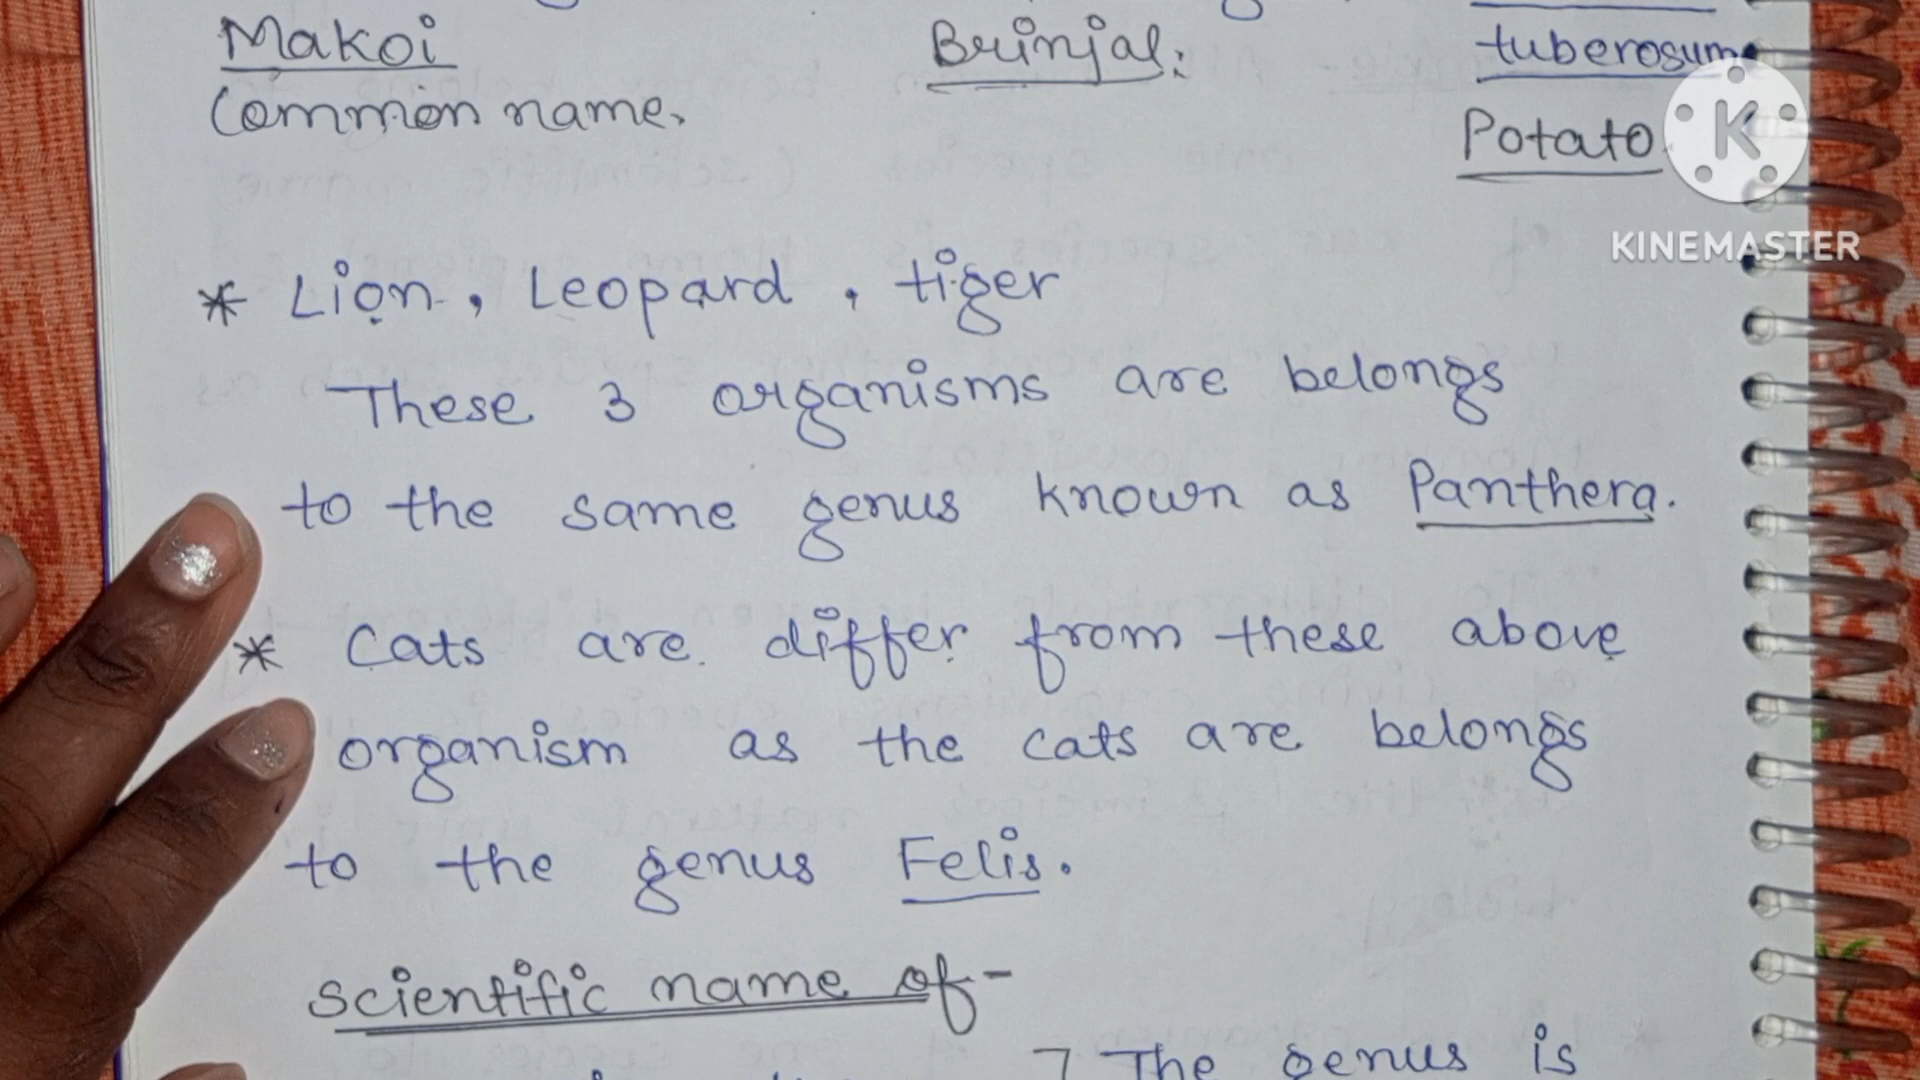 Makoi Brinjal: tuberosum
Common name. Potato
KINEMASTER
* Lion, Leopard, tiger
These 3 organisms are belongs
to the same genus known as Panthera.
* Cats are differ from these above
organism as the cats are belongs
to the genus Felis.
Scientific name of-
The genus is